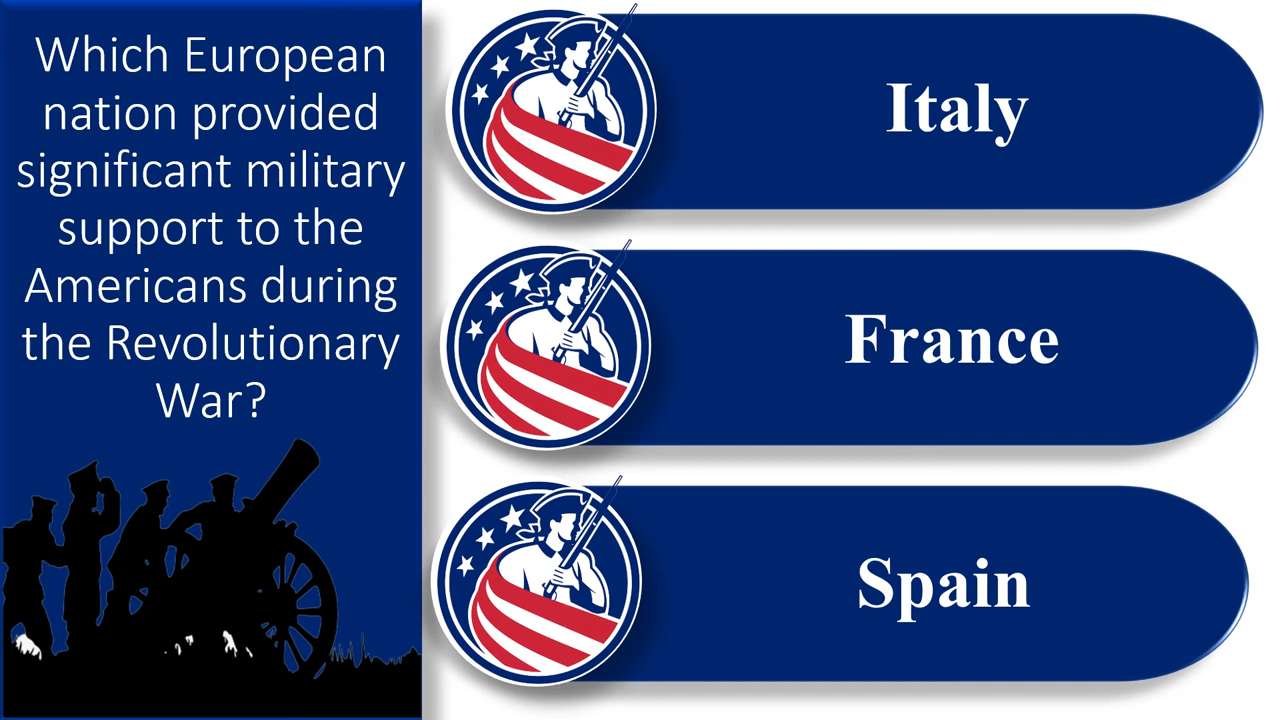 Which European
nation provided
significant military
support to the
Americans during
the Revolutionary
War?
Italy
France
Spain